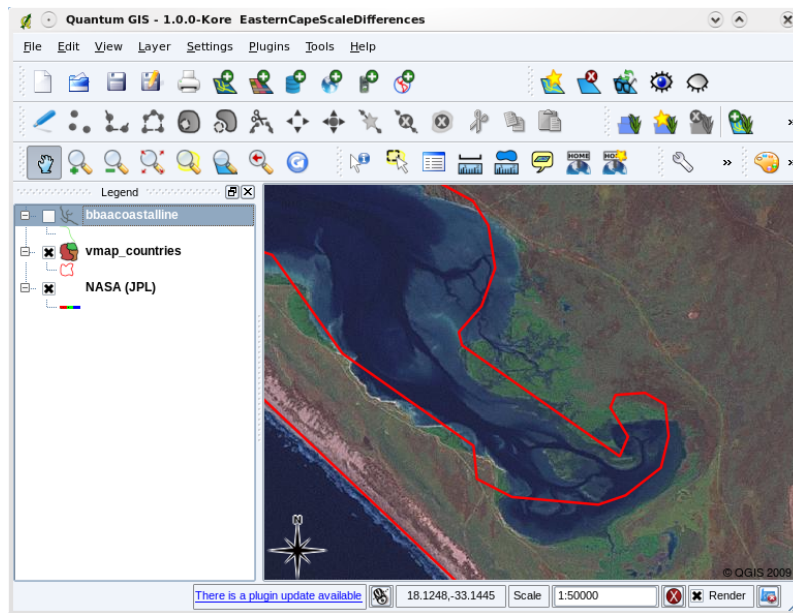 Quantum GIS - 1.0.0-Kore EasternCapeScaleDifferences
File Edit View Layer Settings Plugins Tools Help
HOME
Legend
bbaacoastalline
vmap_countries
NASA (JPL)
N
© QGIS 2009
There is a plugin update available 18.1248,-33.1445 Scale 1:50000 Render